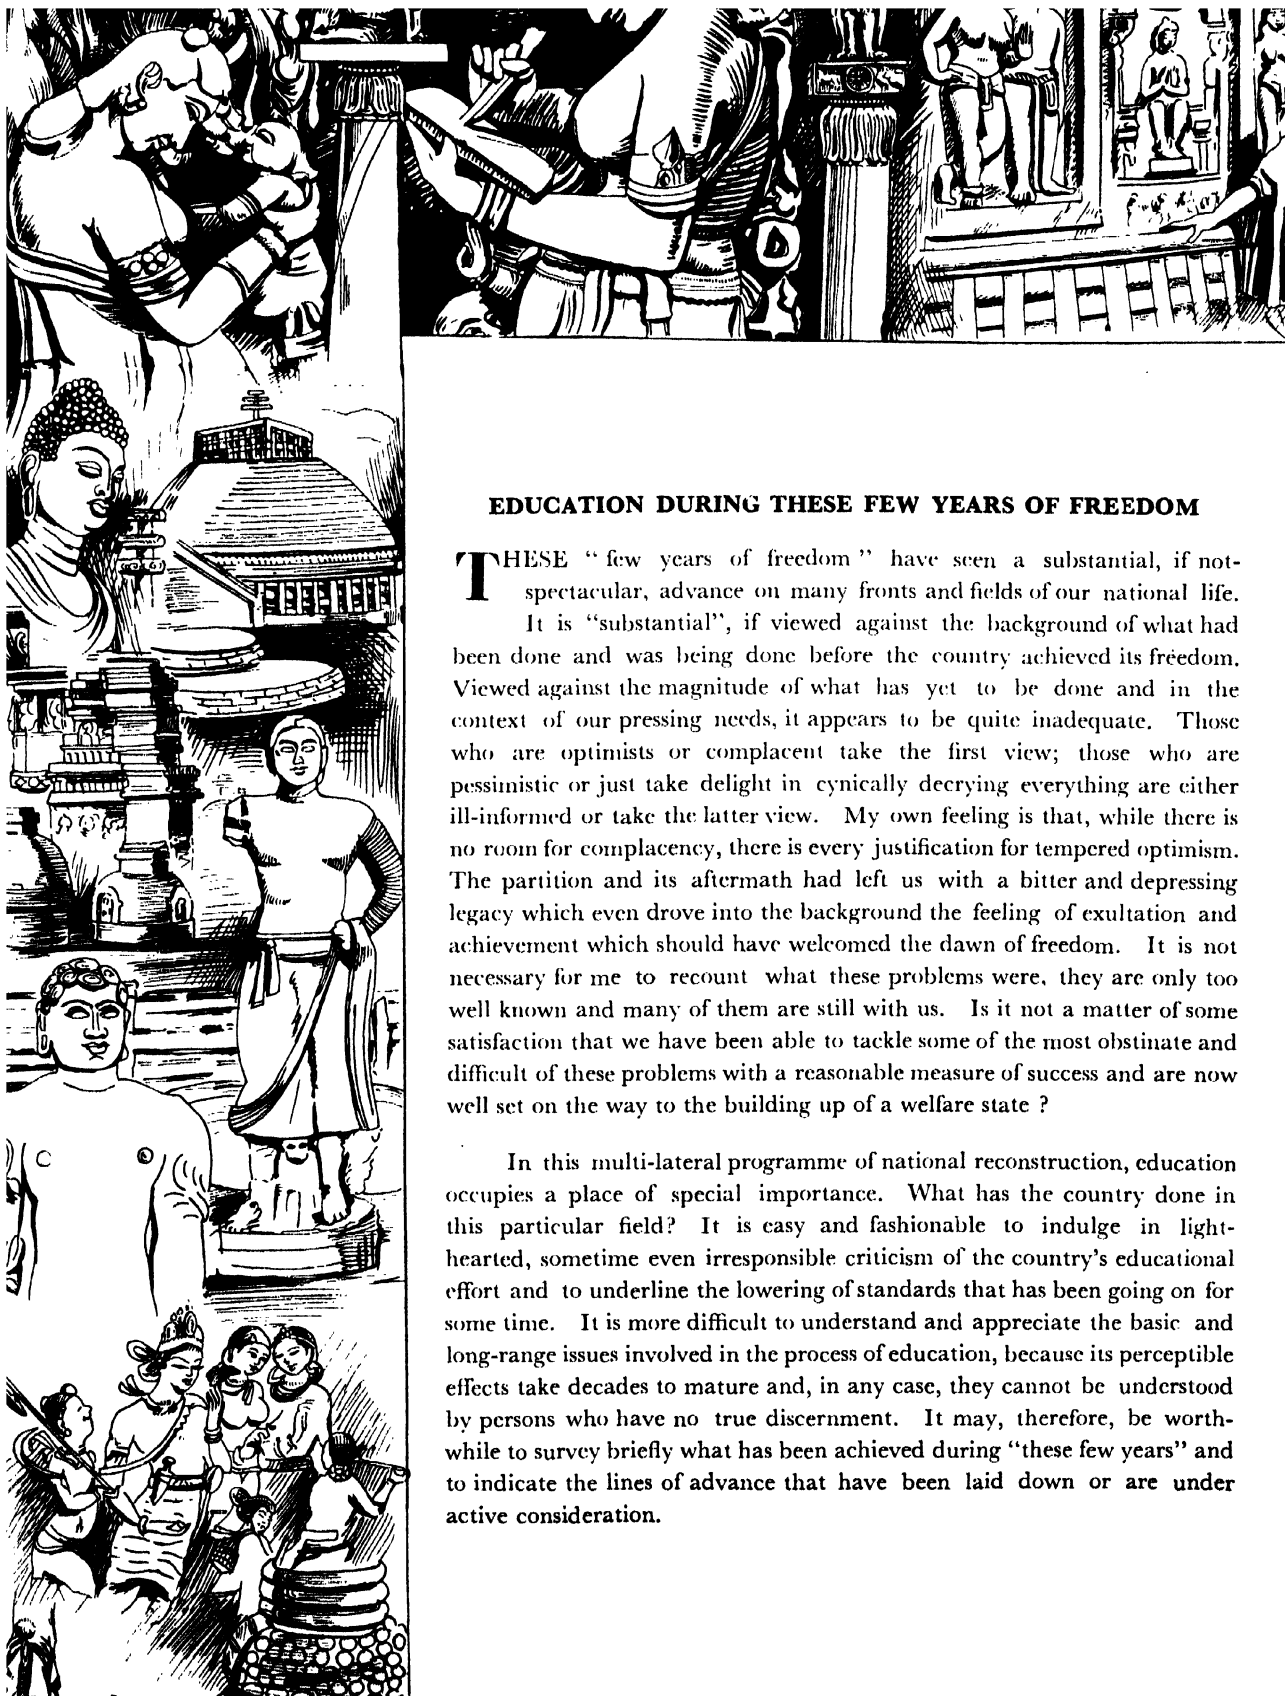 EDUCATION DURING THESE FEW YEARS OF FREEDOM
THESE “ few years of freedom ” have seen a substantial, if not-
spectacular, advance on many fronts and fields of our national life.
It is “substantial”, if viewed against the background of what had
been done and was being done before the country achieved its freedom.
Viewed against the magnitude of what has yet to be done and in the
context of our pressing needs, it appears to be quite inadequate. Those
who are optimists or complacent take the first view; those who are
pessimistic or just take delight in cynically decrying everything are either
ill-informed or take the latter view. My own feeling is that, while there is
no room for complacency, there is every justification for tempered optimism.
The partition and its aftermath had left us with a bitter and depressing
legacy which even drove into the background the feeling of exultation and
achievement which should have welcomed the dawn of freedom. It is not
necessary for me to recount what these problems were, they are only too
well known and many of them are still with us. Is it not a matter of some
satisfaction that we have been able to tackle some of the most obstinate and
difficult of these problems with a reasonable measure of success and are now
well set on the way to the building up of a welfare state ?
In this multi-lateral programme of national reconstruction, education
occupies a place of special importance. What has the country done in
this particular field? It is easy and fashionable to indulge in light-
hearted, sometime even irresponsible criticism of the country’s educational
effort and to underline the lowering of standards that has been going on for
some time. It is more difficult to understand and appreciate the basic and
long-range issues involved in the process of education, because its perceptible
effects take decades to mature and, in any case, they cannot be understood
by persons who have no true discernment. It may, therefore, be worth-
while to survey briefly what has been achieved during “these few years” and
to indicate the lines of advance that have been laid down or are under
active consideration.